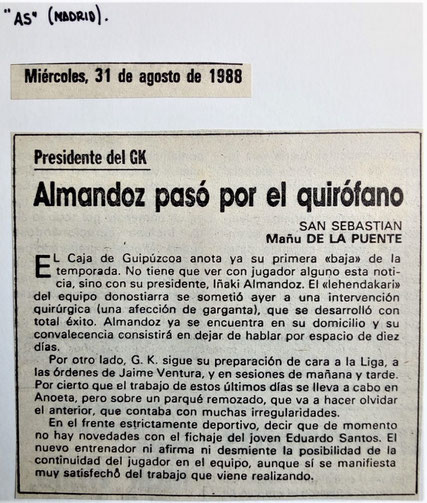 "AS" (MADRID).
Miércoles, 31 de agosto de 1988
Presidente del GK
Almandoz pasó por el quirófano
SAN SEBASTIAN
Mañu DE LA PUENTE
EL Caja de Guipúzcoa anota ya su primera «baja» de la
temporada. No tiene que ver con jugador alguno esta noti-
cia, sino con su presidente, Iñaki Almandoz. El «lehendakari»
del equipo donostiarra se sometió ayer a una intervención
quirúrgica (una afección de garganta), que se desarrolló con
total éxito. Almandoz ya se encuentra en su domicilio y su
convalecencia consistirá en dejar de hablar por espacio de diez
días.
Por otro lado, G. K. sigue su preparación de cara a la Liga, a
las órdenes de Jaime Ventura, y en sesiones de mañana y tarde.
Por cierto que el trabajo de estos últimos días se lleva a cabo en
Anoeta, pero sobre un parqué remozado, que va a hacer olvidar
el anterior, que contaba con muchas irregularidades.
En el frente estrictamente deportivo, decir que de momento
no hay novedades con el fichaje del joven Eduardo Santos. El
nuevo entrenador ni afirma ni desmiente la posibilidad de la
continuidad del jugador en el equipo, aunque sí se manifiesta
muy satisfecho del trabajo que viene realizando.